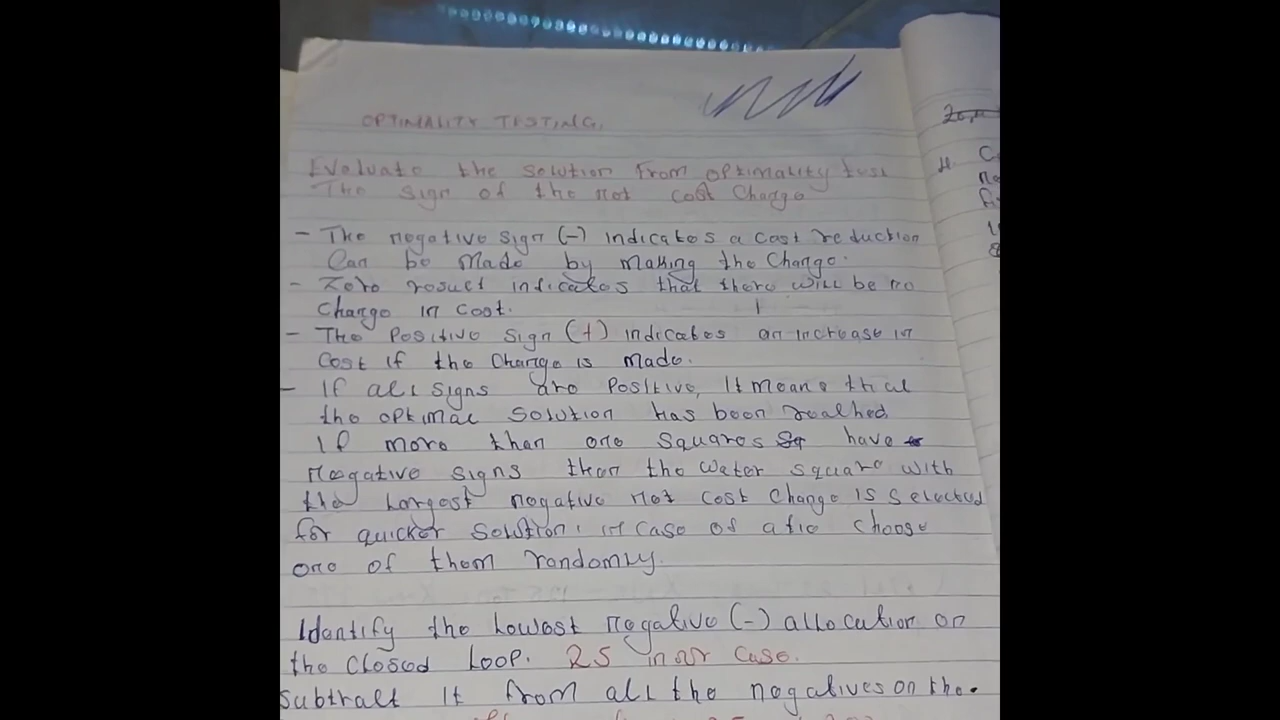 OPTIMALITY TESTING.
Evaluate the solution from optimality test
The sign of the not cost Change
- The negative sign (-) indicates a cost reduction
Can be made by making the Change.
- Zero result indicates that there will be no
Change in cost.
- The positive sign (+) indicates an increase in
Cost if the Change is made.
- If all signs are positive, It means that
the optimal solution has been reached
If more than one squares have
negative signs then the water square with
the largest negative not cost change is selected
for quicker solution. in case of a tie choose
one of them randomly.
Identify the lowest negative (-) allocation on
the closed loop. 25 in our case.
subtract it from all the negatives on the.